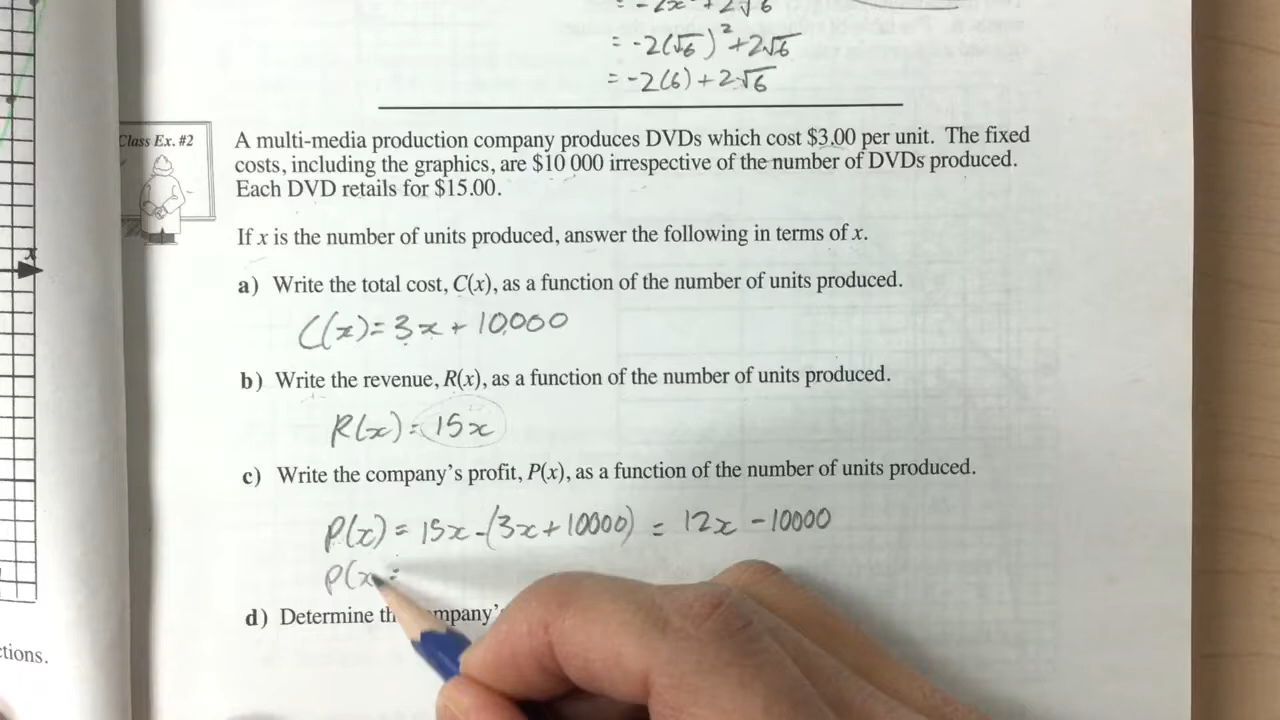 = -2x² + 2√6
= -2(√6)² + 2√6
= -2(6) + 2√6
Class Ex. #2
A multi-media production company produces DVDs which cost $3.00 per unit. The fixed
costs, including the graphics, are $10 000 irrespective of the number of DVDs produced.
Each DVD retails for $15.00.
If x is the number of units produced, answer the following in terms of x.
x
a) Write the total cost, C(x), as a function of the number of units produced.
C(x) = 3x + 10,000
b) Write the revenue, R(x), as a function of the number of units produced.
R(x) = 15x
c) Write the company's profit, P(x), as a function of the number of units produced.
P(x) = 15x - (3x + 10000) = 12x - 10000
P(x =
d) Determine
tions.